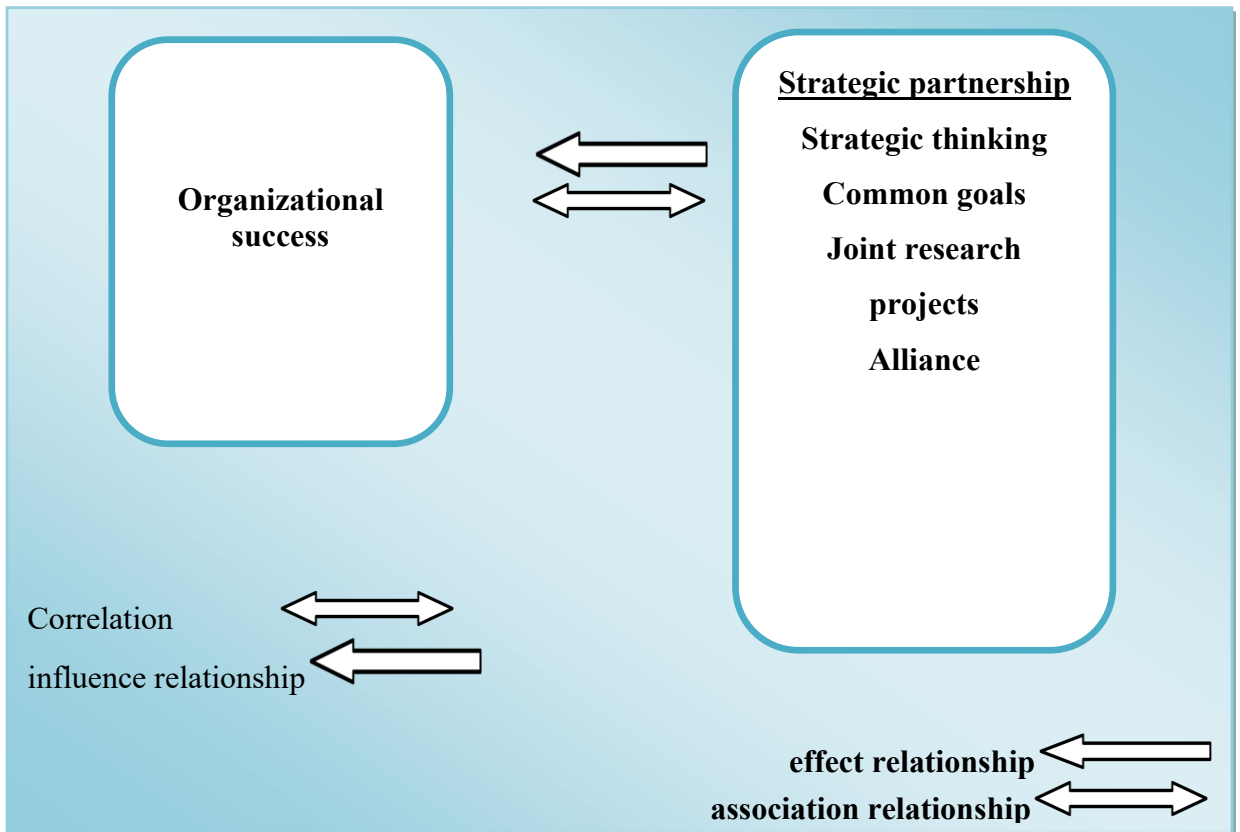 Organizational
success
Strategic partnership
Strategic thinking
Common goals
Joint research
projects
Alliance
Correlation
influence relationship
effect relationship
association relationship